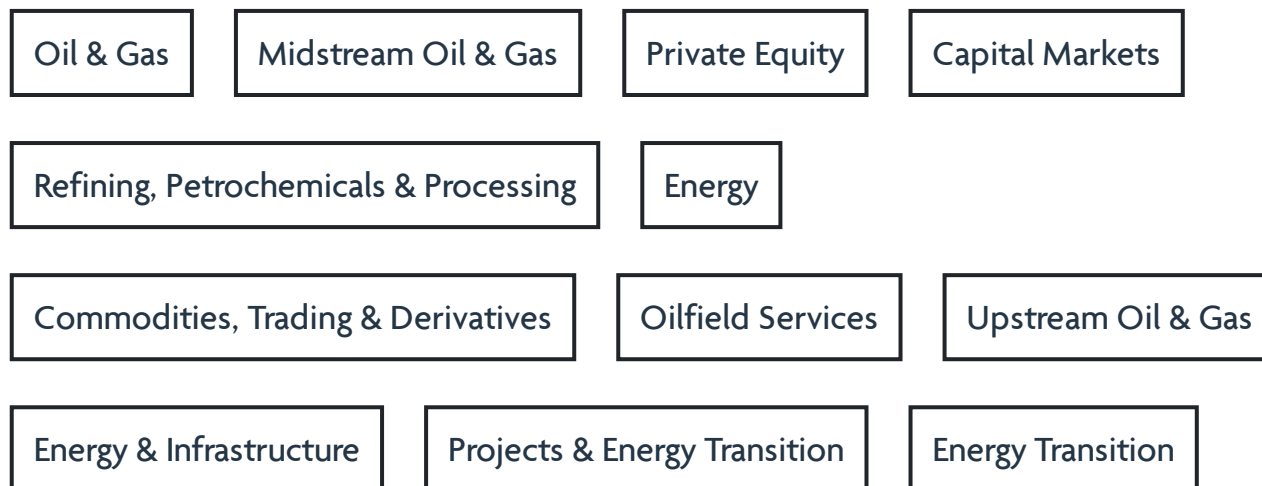 Oil & Gas
Midstream Oil & Gas
Private Equity
Capital Markets
Refining, Petrochemicals & Processing
Energy
Commodities, Trading & Derivatives
Oilfield Services
Upstream Oil & Gas
Energy & Infrastructure
Projects & Energy Transition
Energy Transition